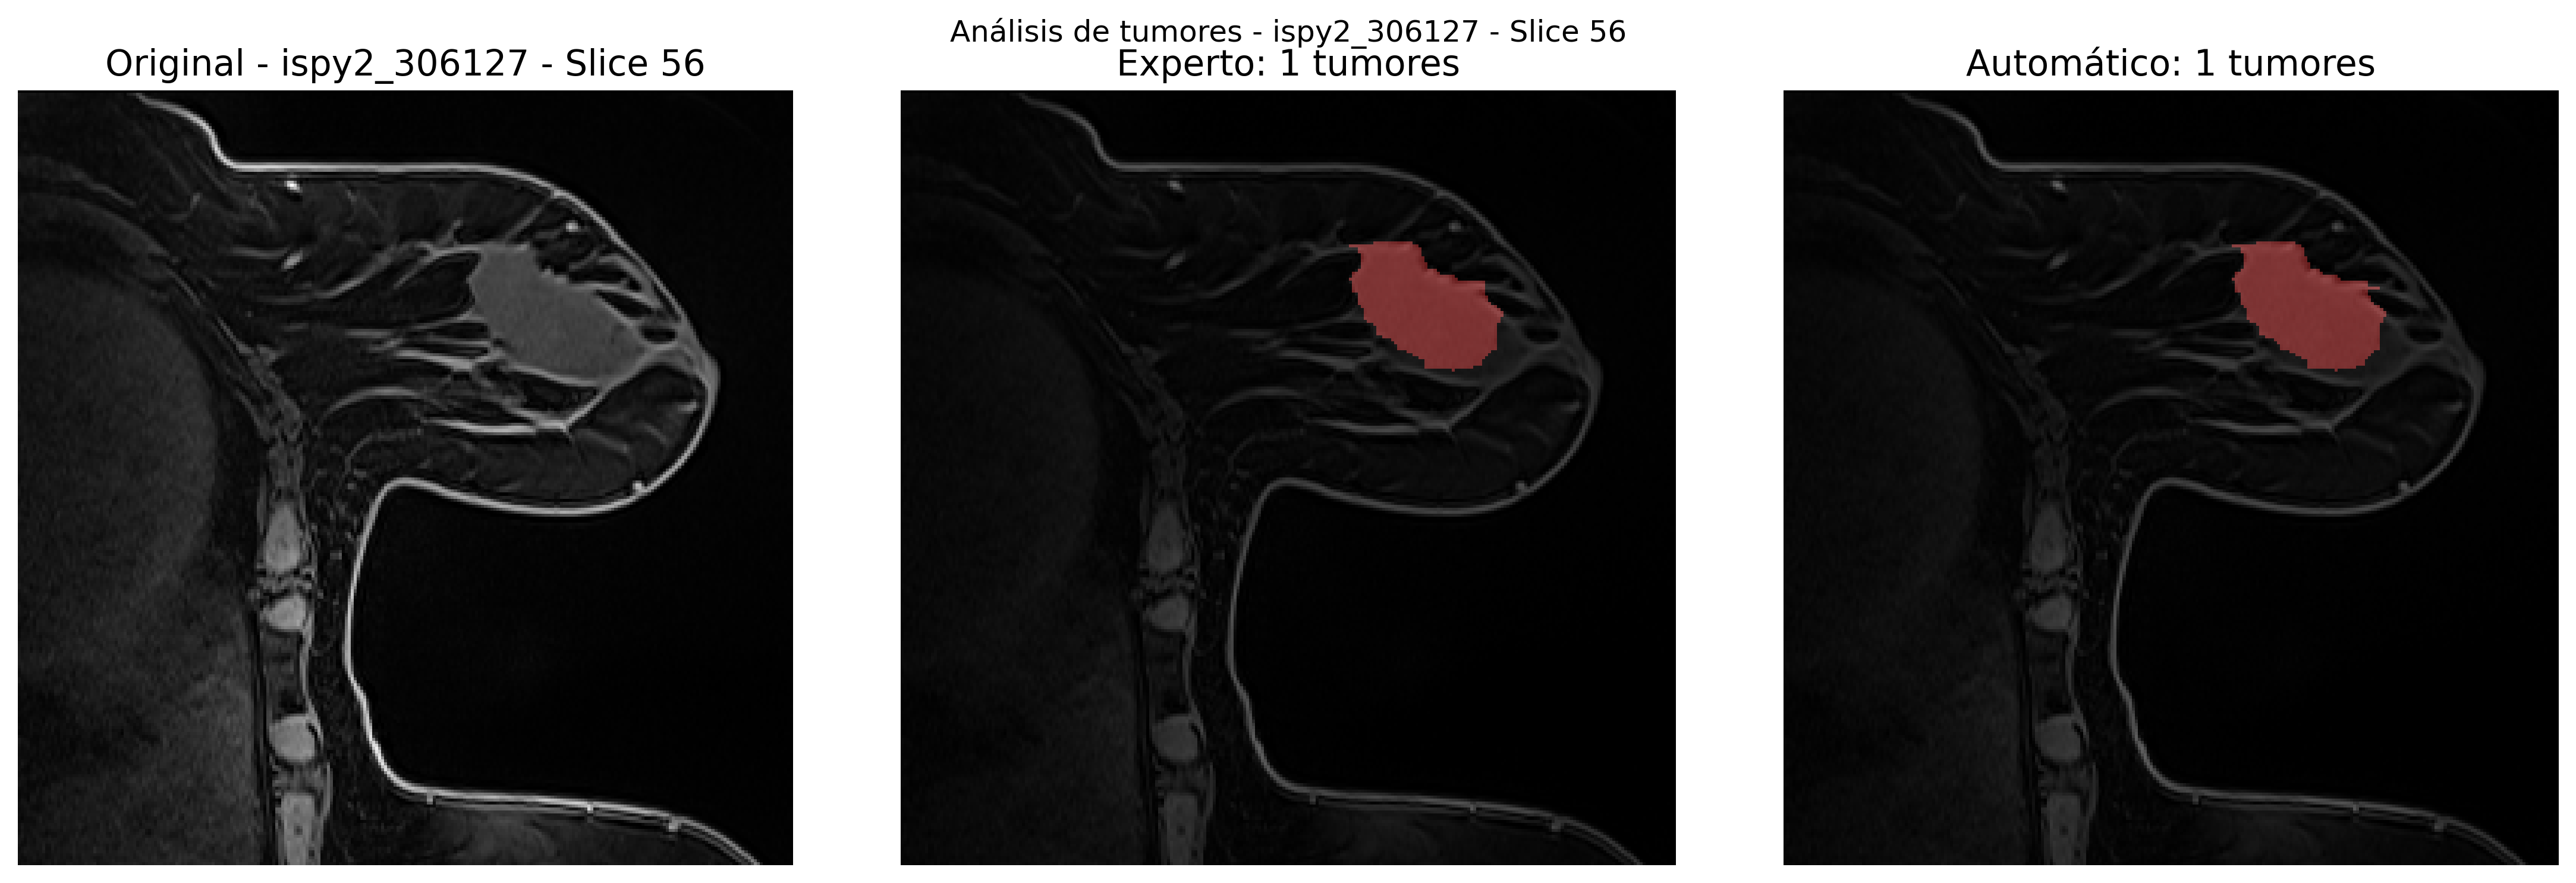 Análisis de tumores - ispy2_306127 - Slice 56
Original - ispy2_306127 - Slice 56
Experto: 1 tumores
Automático: 1 tumores